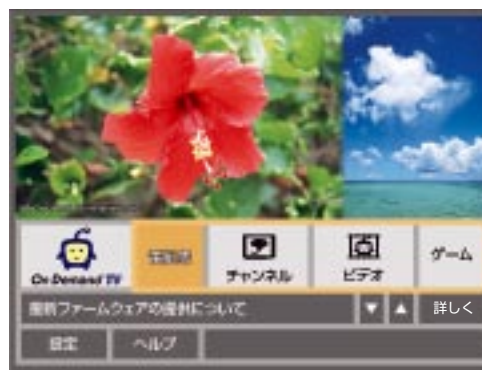 On Demand TV
チャンネル
ビデオ
ゲーム
最新ファームウェアの提供について
▼ ▲ 詳しく
設定 ヘルプ